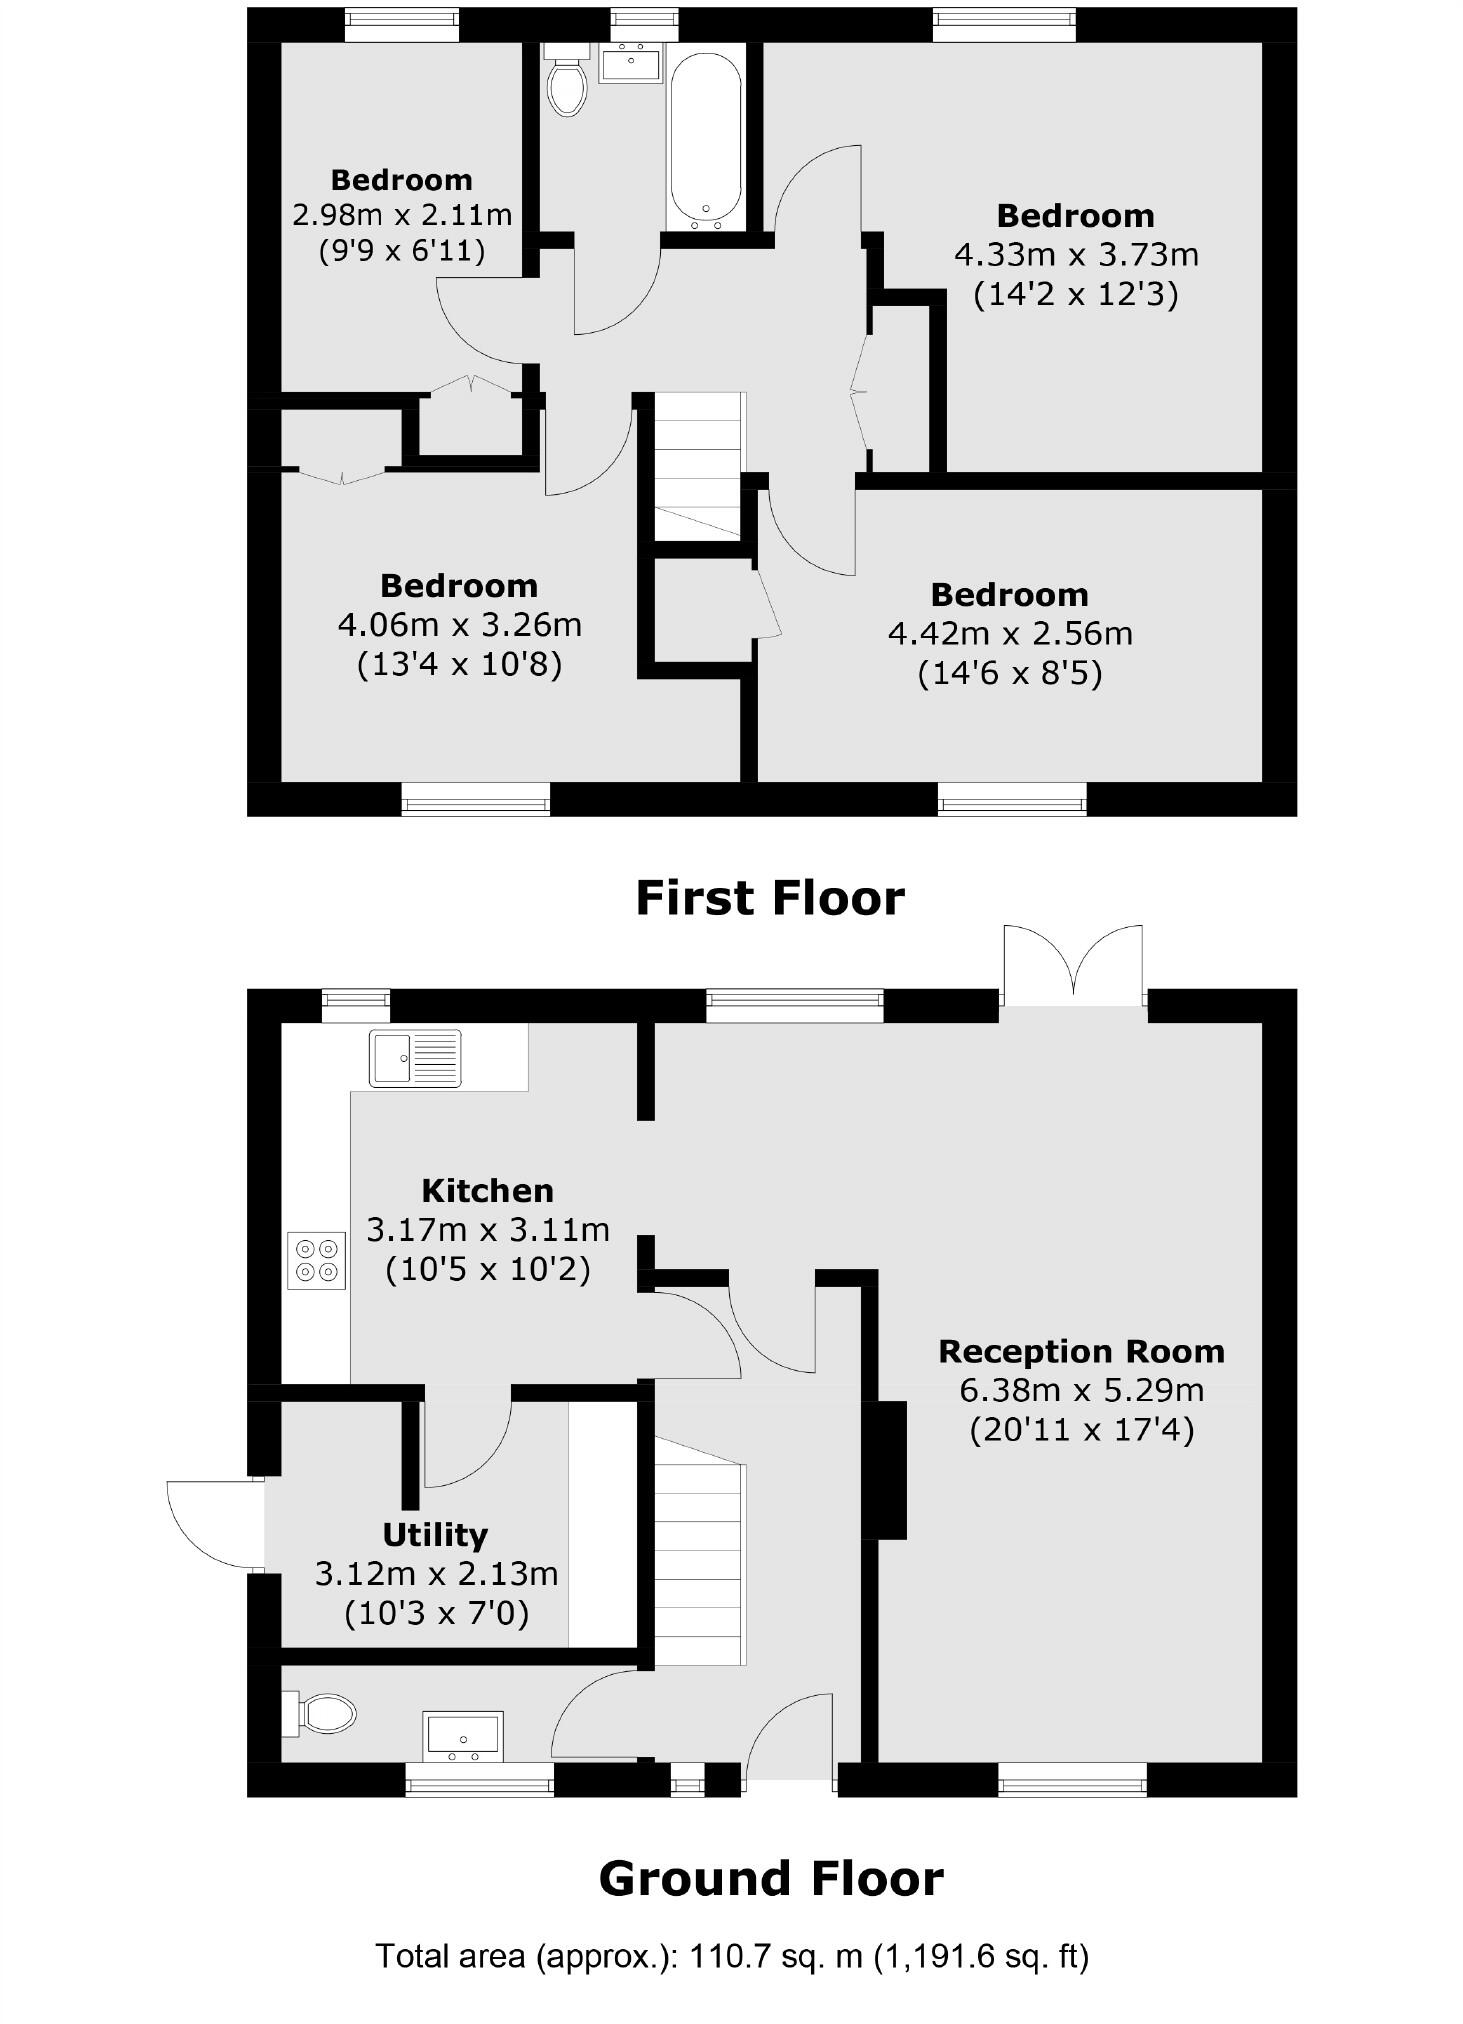 Bedroom
2.98m x 2.11m
(9'9 x 6'11)
Bedroom
4.33m x 3.73m
(14'2 x 12'3)
Bedroom
4.06m x 3.26m
(13'4 x 10'8)
Bedroom
4.42m x 2.56m
(14'6 x 8'5)
First Floor
Kitchen
3.17m x 3.11m
(10'5 x 10'2)
Reception Room
6.38m x 5.29m
(20'11 x 17'4)
Utility
3.12m x 2.13m
(10'3 x 7'0)
Ground Floor
Total area (approx.): 110.7 sq. m (1,191.6 sq. ft)